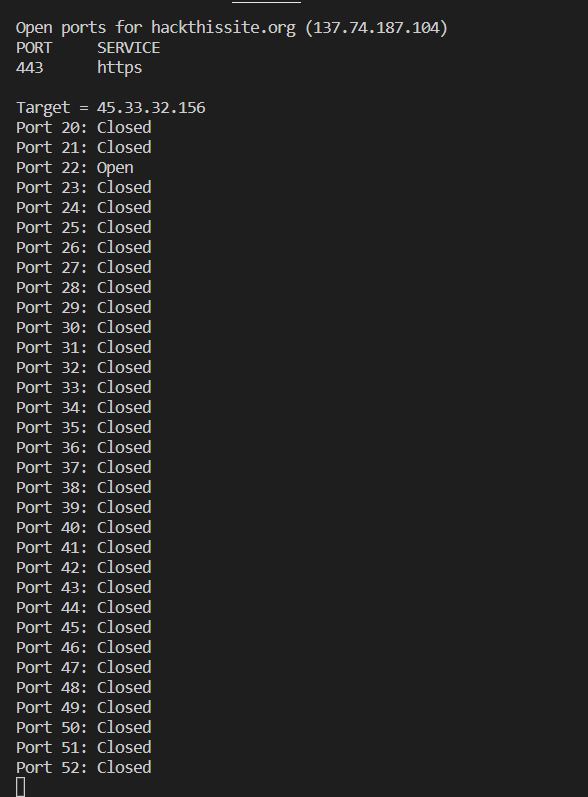 Open ports for hackthissite.org (137.74.187.104)
PORT     SERVICE
443      https
Target = 45.33.32.156
Port 20: Closed
Port 21: Closed
Port 22: Open
Port 23: Closed
Port 24: Closed
Port 25: Closed
Port 26: Closed
Port 27: Closed
Port 28: Closed
Port 29: Closed
Port 30: Closed
Port 31: Closed
Port 32: Closed
Port 33: Closed
Port 34: Closed
Port 35: Closed
Port 36: Closed
Port 37: Closed
Port 38: Closed
Port 39: Closed
Port 40: Closed
Port 41: Closed
Port 42: Closed
Port 43: Closed
Port 44: Closed
Port 45: Closed
Port 46: Closed
Port 47: Closed
Port 48: Closed
Port 49: Closed
Port 50: Closed
Port 51: Closed
Port 52: Closed